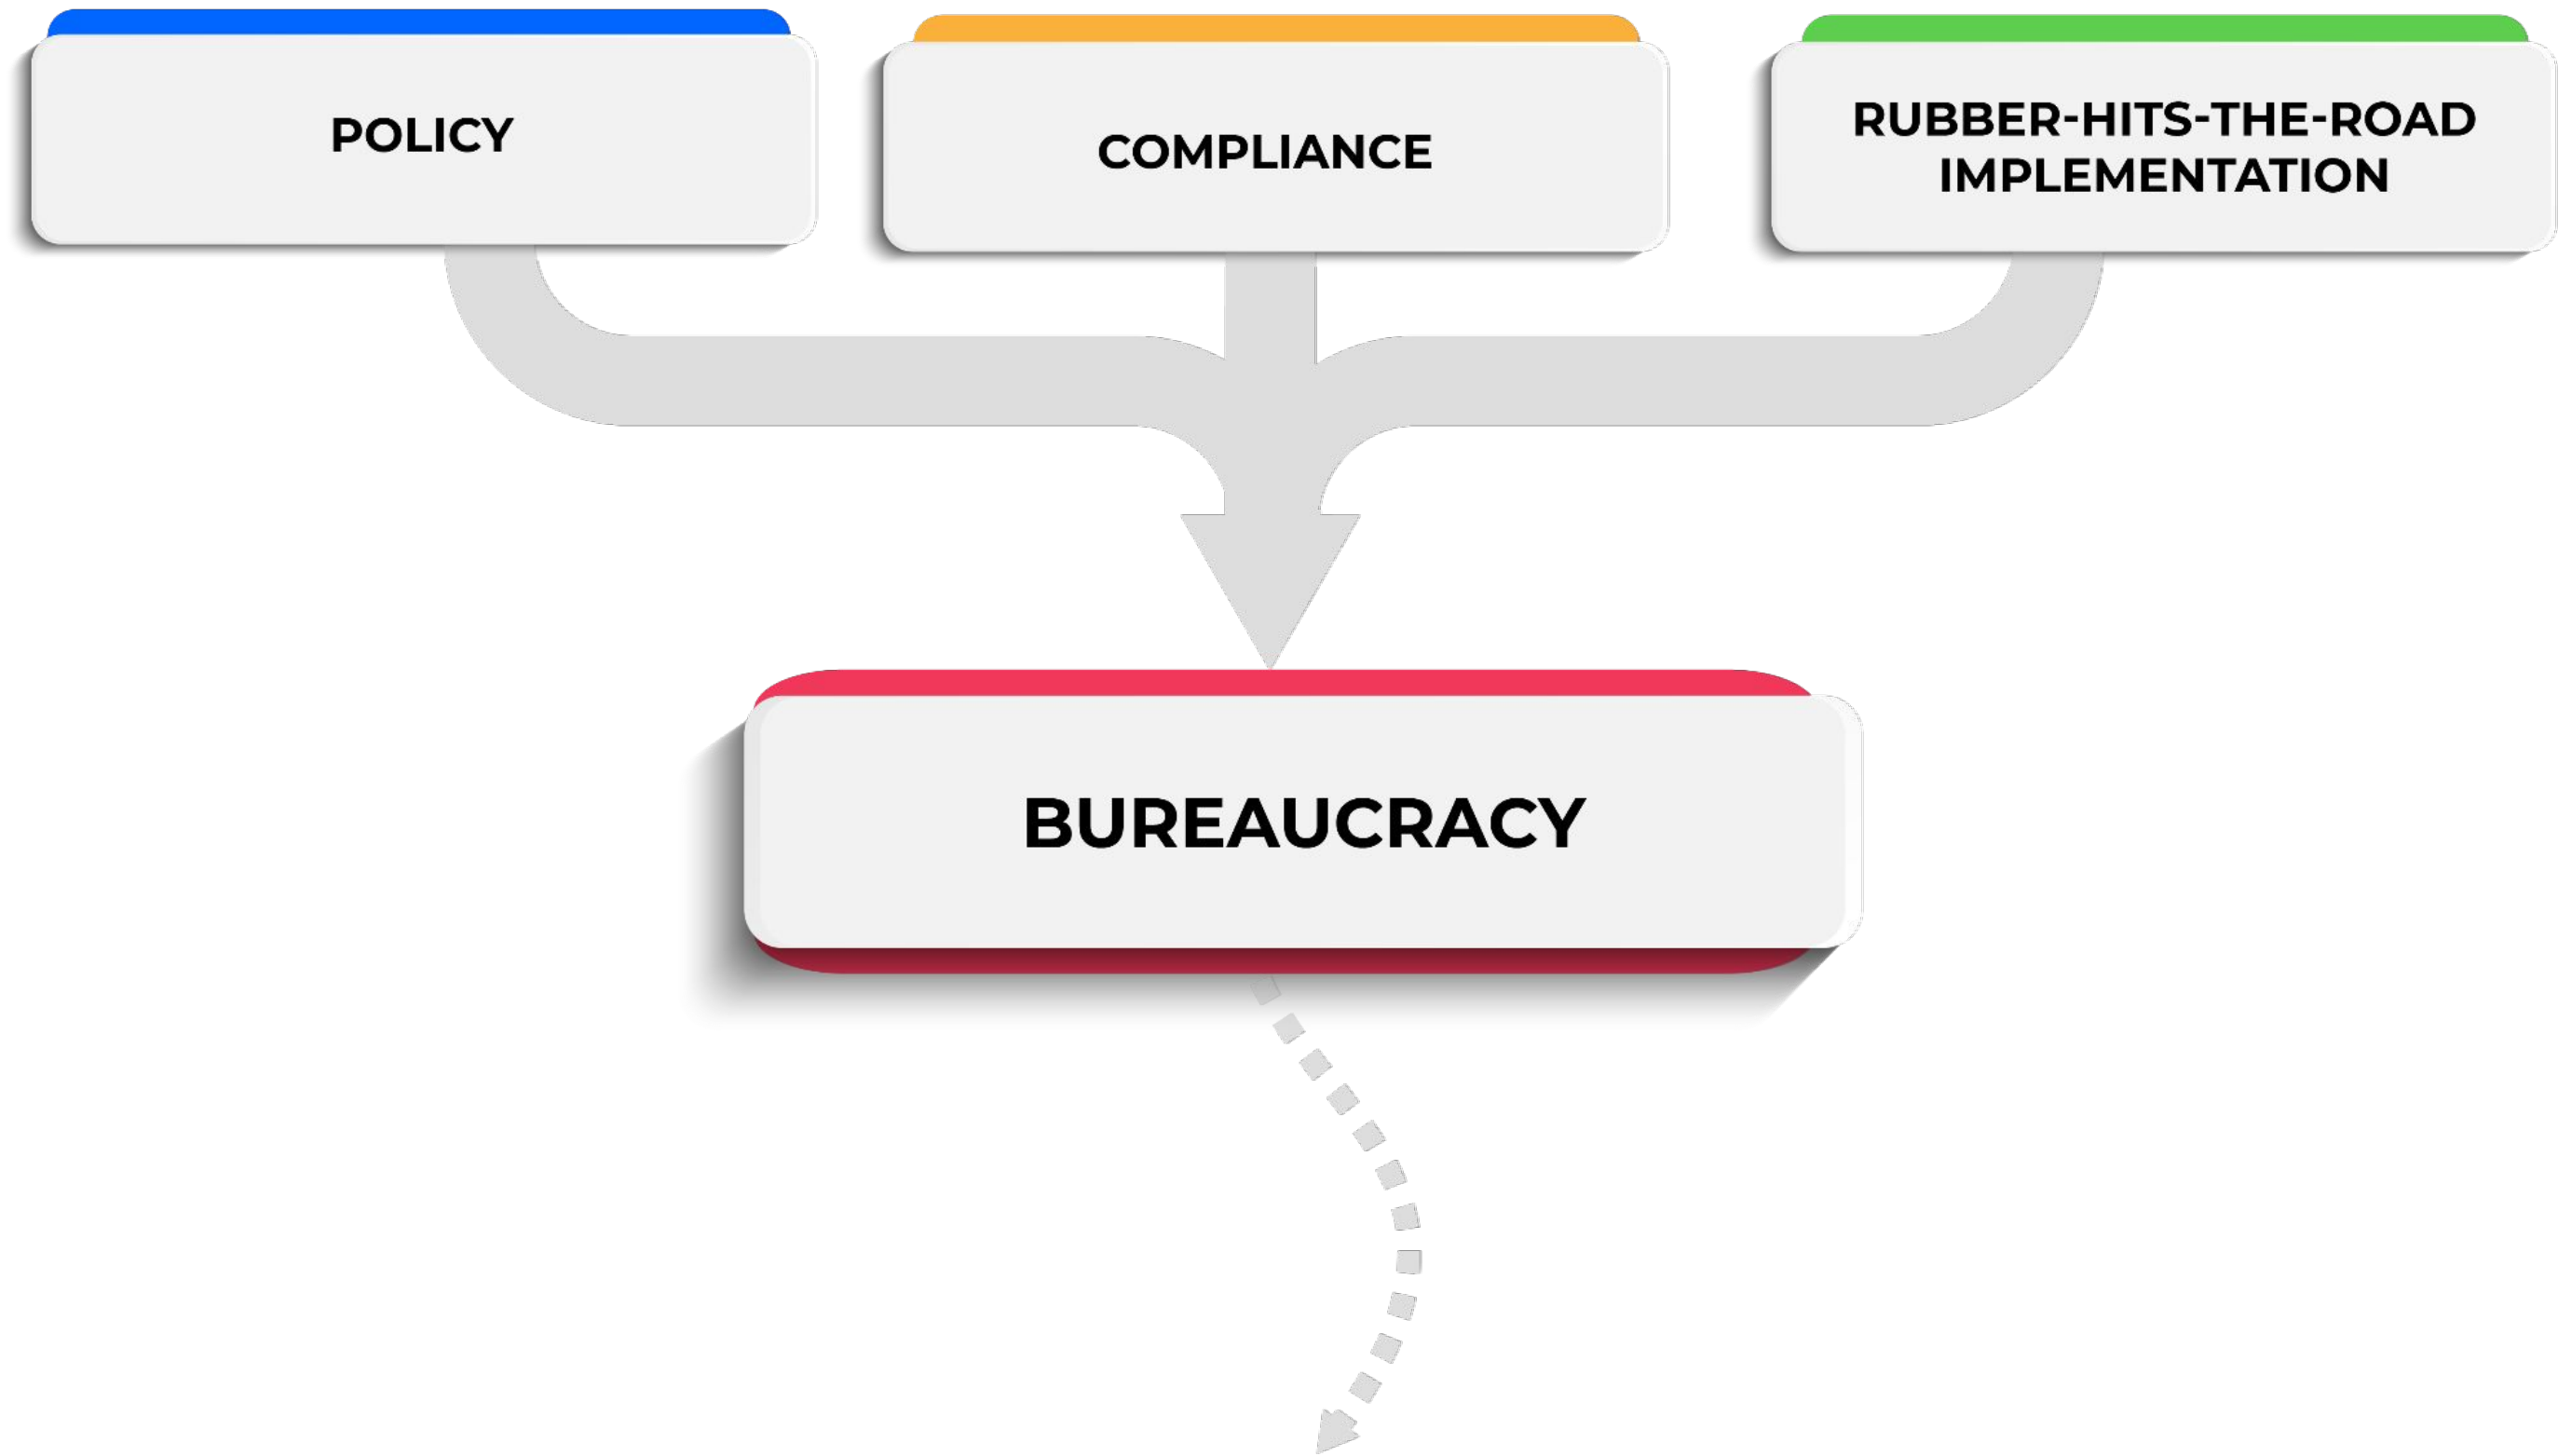 POLICY
COMPLIANCE
RUBBER-HITS-THE-ROAD
IMPLEMENTATION
BUREAUCRACY